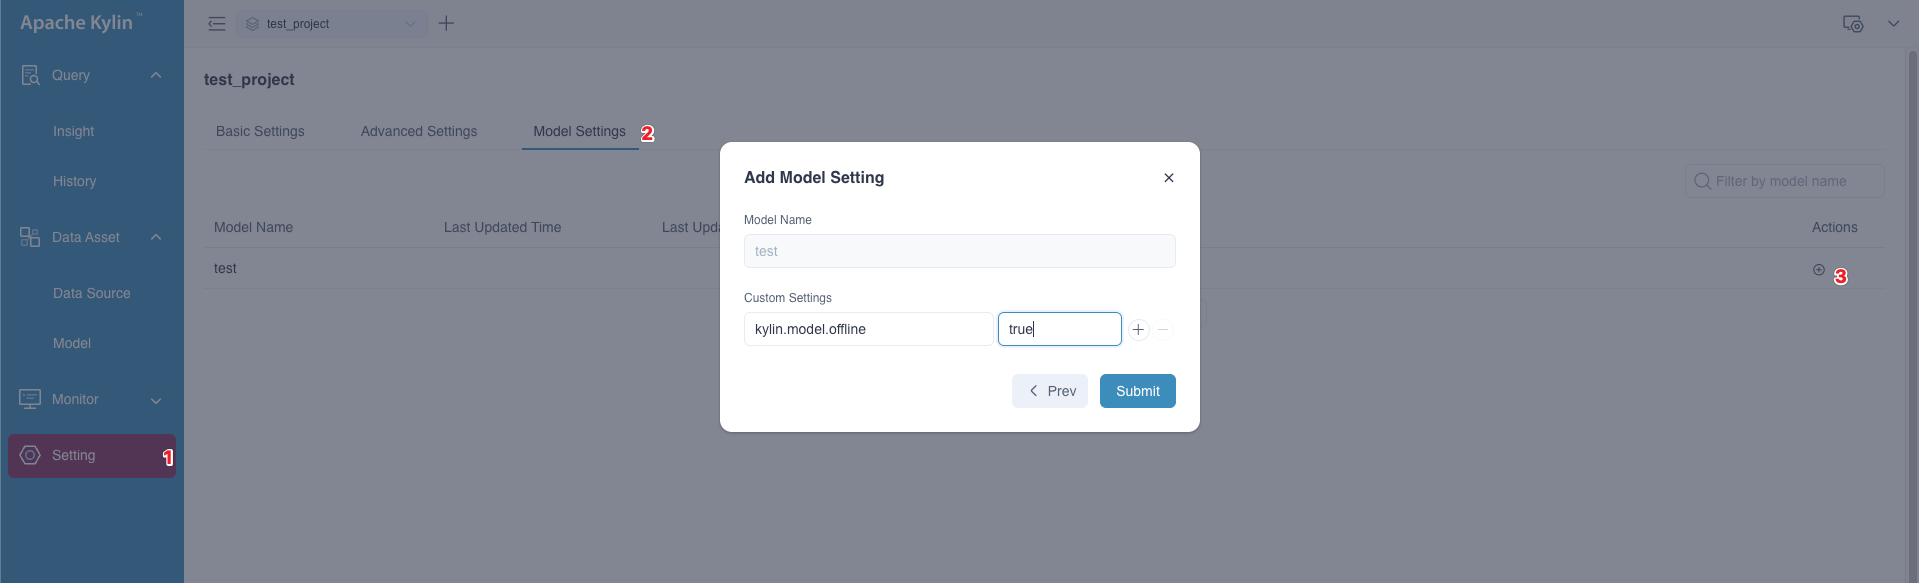 Apache Kylin™
test_project
Query
Insight
History
Data Asset
Data Source
Model
Monitor
Setting 1
test_project
Basic Settings Advanced Settings Model Settings 2
Filter by model name
Model Name Last Updated Time Last Upda Actions
test 3
Add Model Setting
Model Name
test
Custom Settings
kylin.model.offline true
Prev Submit